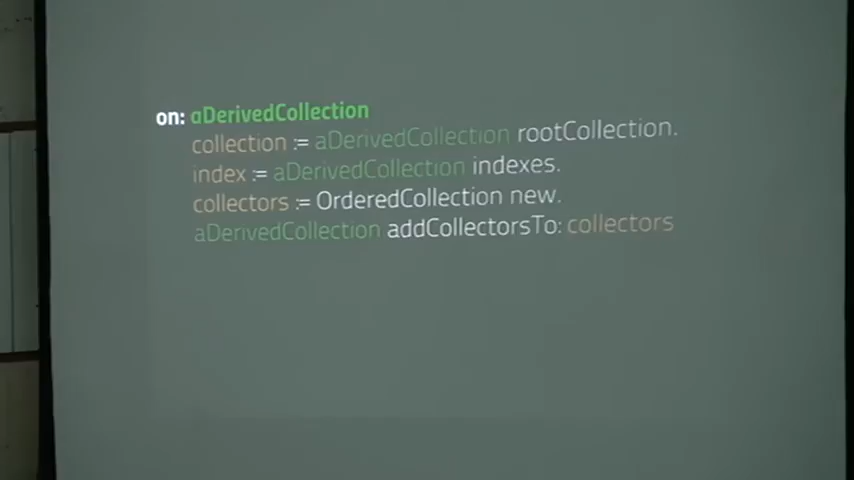 on: aDerivedCollection
collection := aDerivedCollection rootCollection.
index := aDerivedCollection indexes.
collectors := OrderedCollection new.
aDerivedCollection addCollectorsTo: collectors